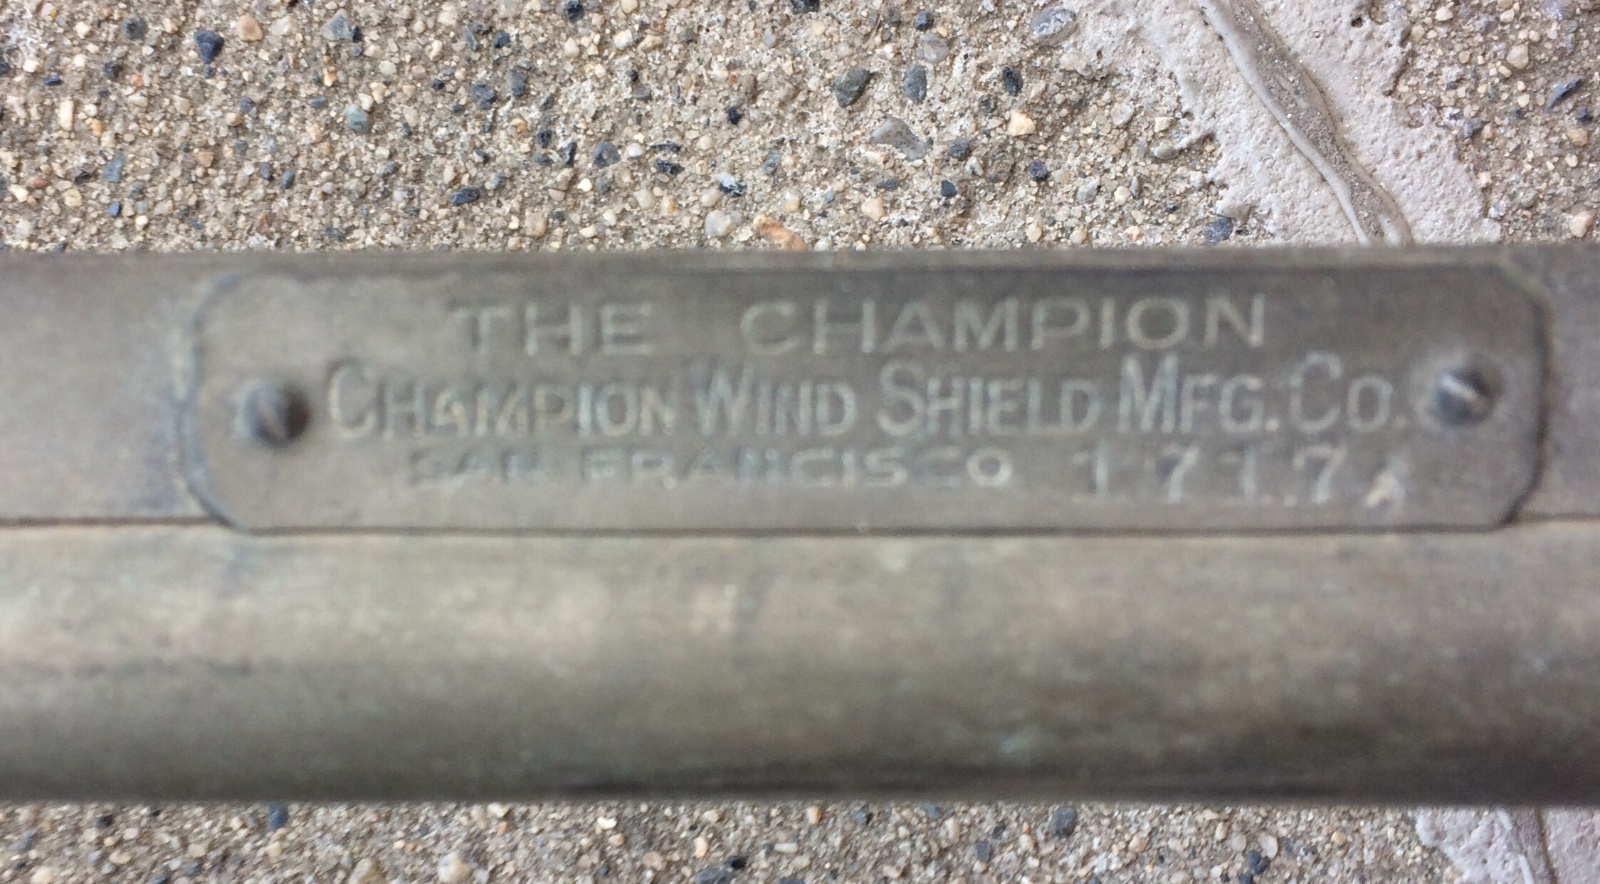 THE CHAMPION
CHAMPION WIND SHIELD MFG. CO.
SAN FRANCISCO 1717